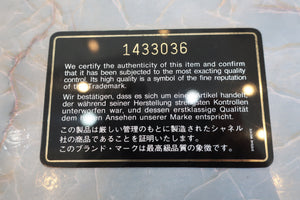 1433036
We certify the authenticity of this item and confirm
that it has been subjected to the most exacting quality
control. Its high quality is a symbol of the fine reputation
of the Trademark.
Wir bestätigen, dass es sich um einen Artikel handelt,
der während seiner Herstellung strengsten Kontrollen
unterworfen war, und dessen erstklassige Qualität
dem hohen Ansehen unserer Marke entspricht.
この製品は厳しい管理のもとに製造されたシャネル
社の商品であることを証明いたします。
このブランド・マークは最高級品質の象徴です。